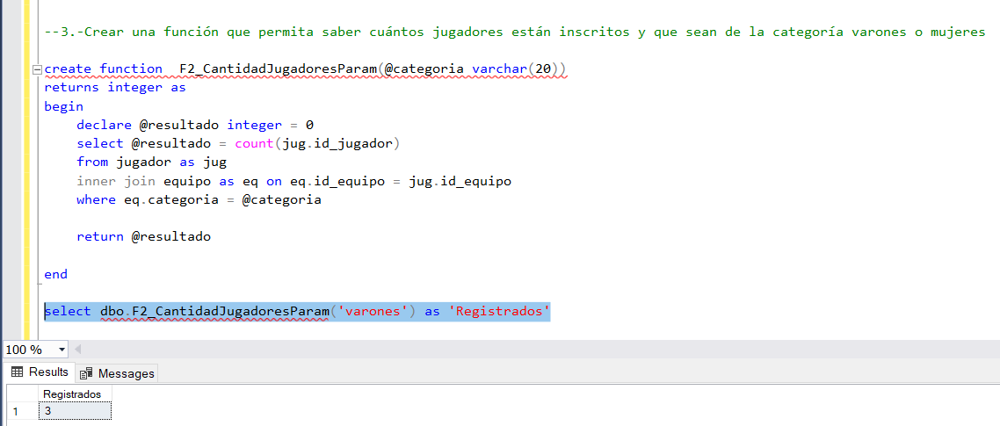 --3.-Crear una función que permita saber cuántos jugadores están inscritos y que sean de la categoría varones o mujeres
create function  F2_CantidadJugadoresParam(@categoria varchar(20))
returns integer as
begin
    declare @resultado integer = 0
    select @resultado = count(jug.id_jugador)
    from jugador as jug
    inner join equipo as eq on eq.id_equipo = jug.id_equipo
    where eq.categoria = @categoria
    return @resultado
end
select dbo.F2_CantidadJugadoresParam('varones') as 'Registrados'
100 %
Results Messages
Registrados
1 3